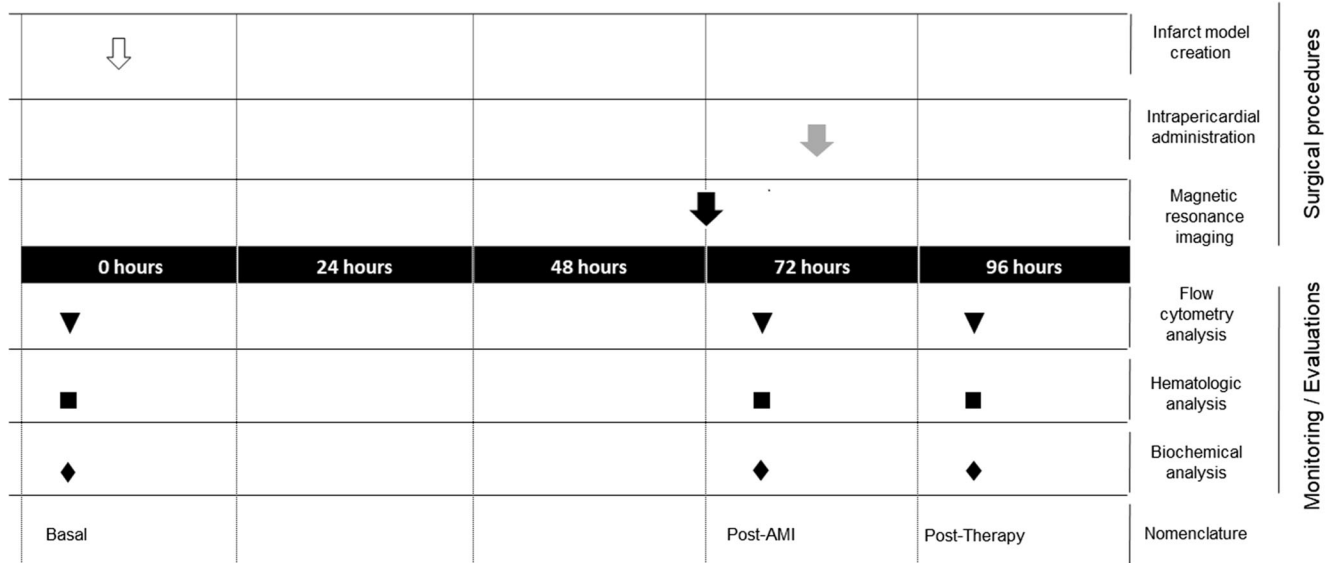 Infarct model
creation
Intrapericardial
administration
Magnetic
resonance
imaging
Surgical procedures
0 hours
24 hours
48 hours
72 hours
96 hours
Flow
cytometry
analysis
Hematologic
analysis
Biochemical
analysis
Monitoring / Evaluations
Basal
Post-AMI
Post-Therapy
Nomenclature